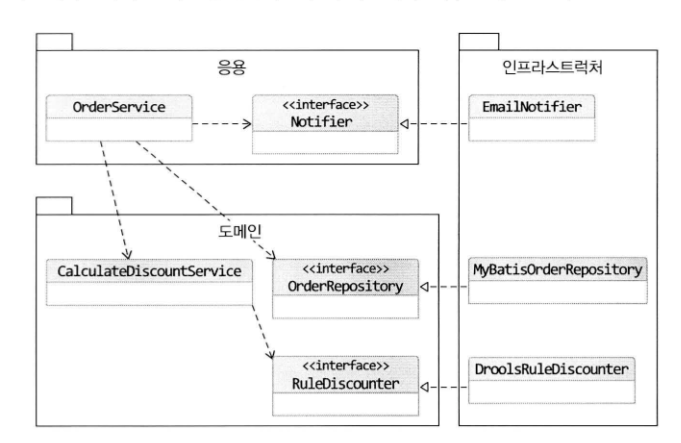 응용
인프라스트럭처
OrderService
<<interface>>
Notifier
EmailNotifier
도메인
CalculateDiscountService
<<interface>>
OrderRepository
MyBatisOrderRepository
<<interface>>
RuleDiscounter
DroolsRuleDiscounter